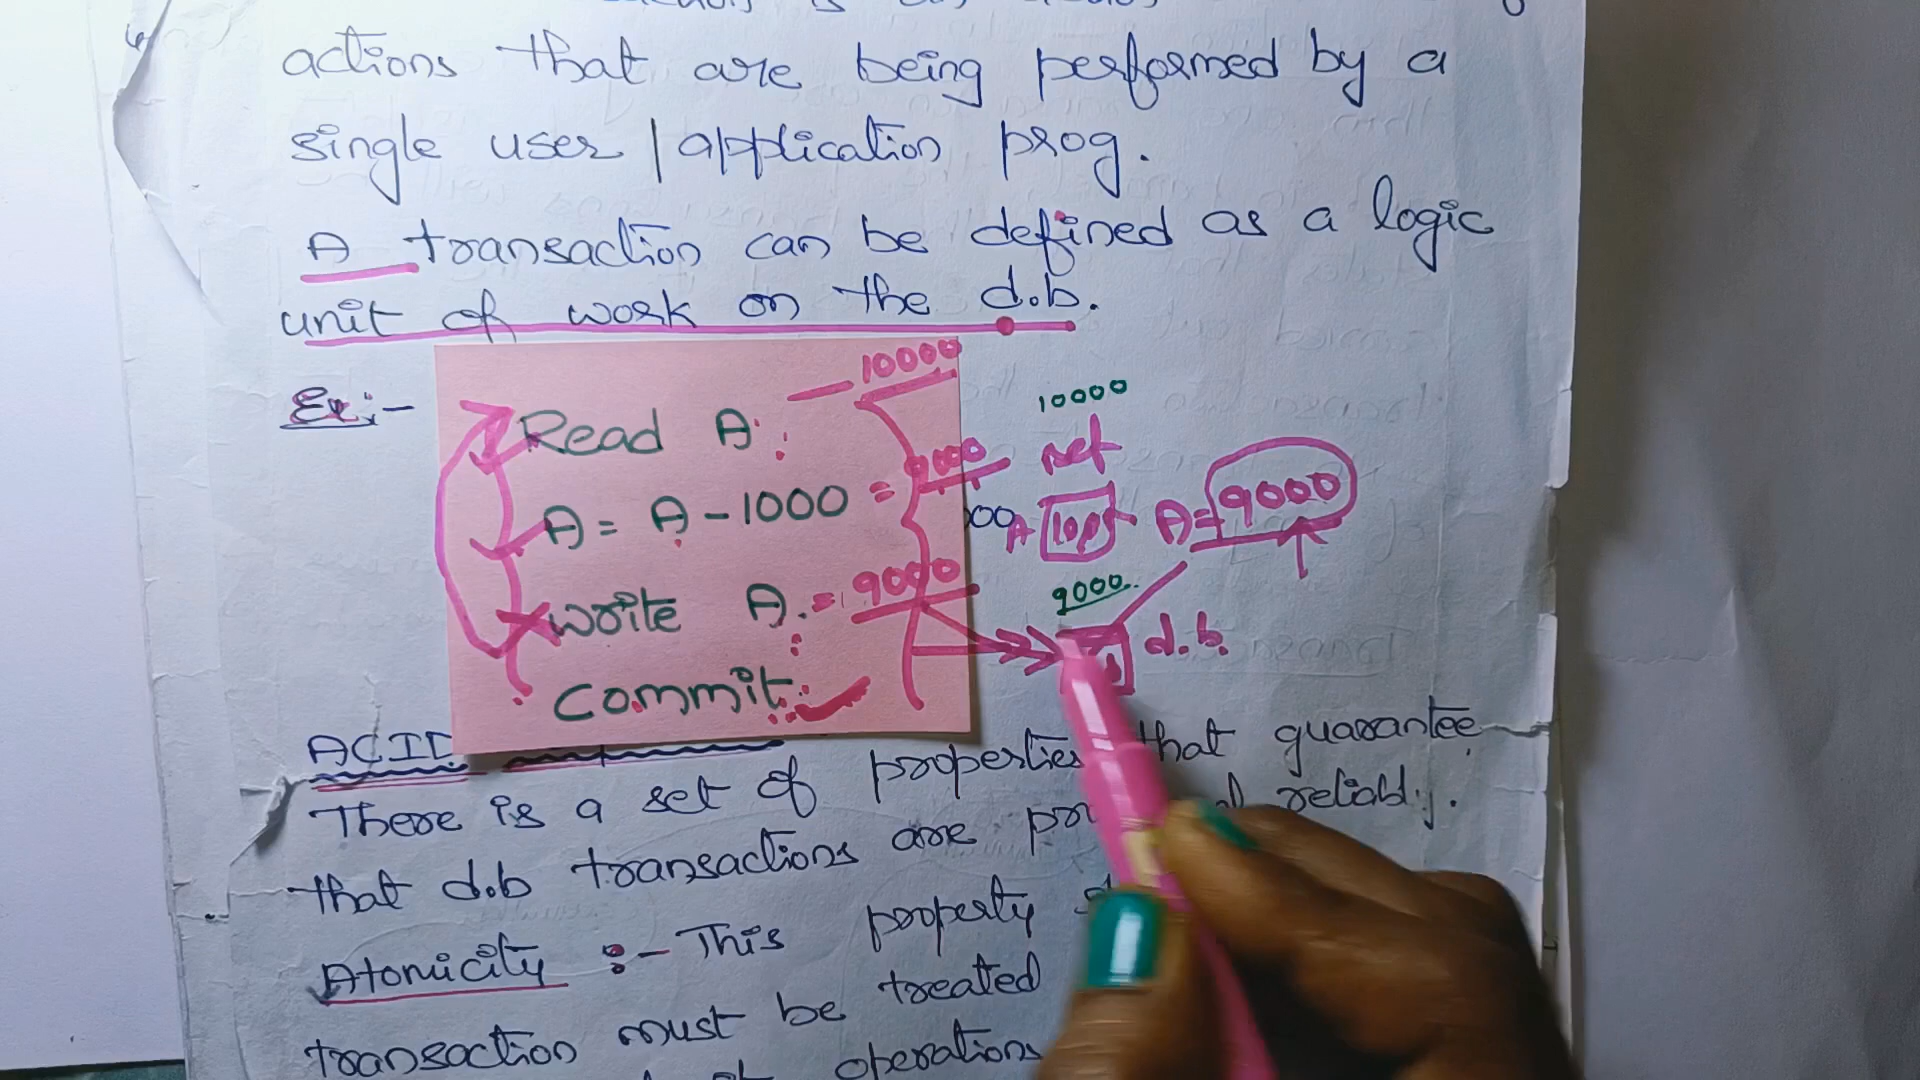 actions that are being performed by a
single user / application prog.
A transaction can be defined as a logic
unit of work on the d.b.
Ex:-
10000
Read A
A = A - 1000 = 9000
Write A. = 9000
Commit
10000
A
A = 9000
9000
d.b.
ACID
There is a set of properties that guarantee
that d.b transactions are reliably.
Atomicity :- This property
transaction must be treated
operations